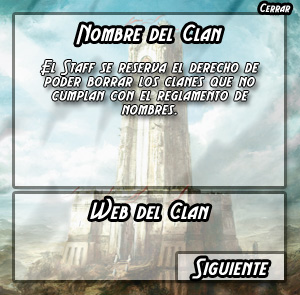 Cerrar
Nombre del Clan
El Staff se reserva el derecho de
poder borrar los clanes que no
cumplan con el reglamento de
nombres.
Web del Clan
Siguiente